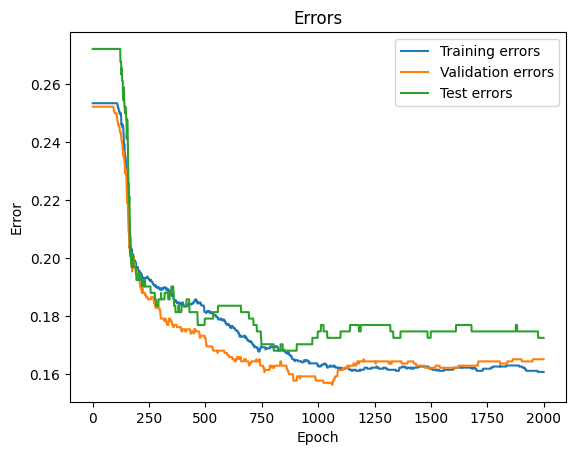 Errors
Training errors
Validation errors
Test errors
0.26
0.24
0.22
0.20
0.18
0.16
Error
0
250
500
750
1000
1250
1500
1750
2000
Epoch